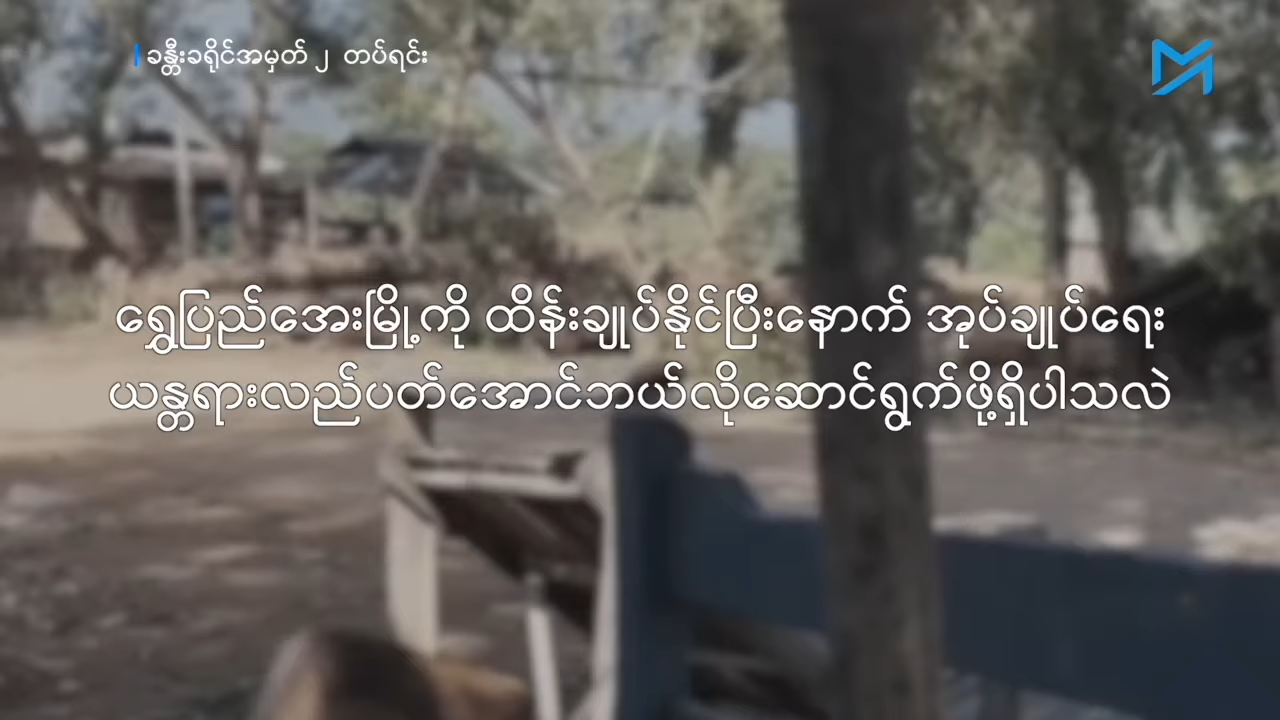 ခန္တီးခရိုင်အမှတ် ၂ တပ်ရင်း
ရွှေပြည်အေးမြို့ကို ထိန်းချုပ်နိုင်ပြီးနောက် အုပ်ချုပ်ရေး
ယန္တရားလည်ပတ်အောင်ဘယ်လိုဆောင်ရွက်ဖို့ရှိပါသလဲ